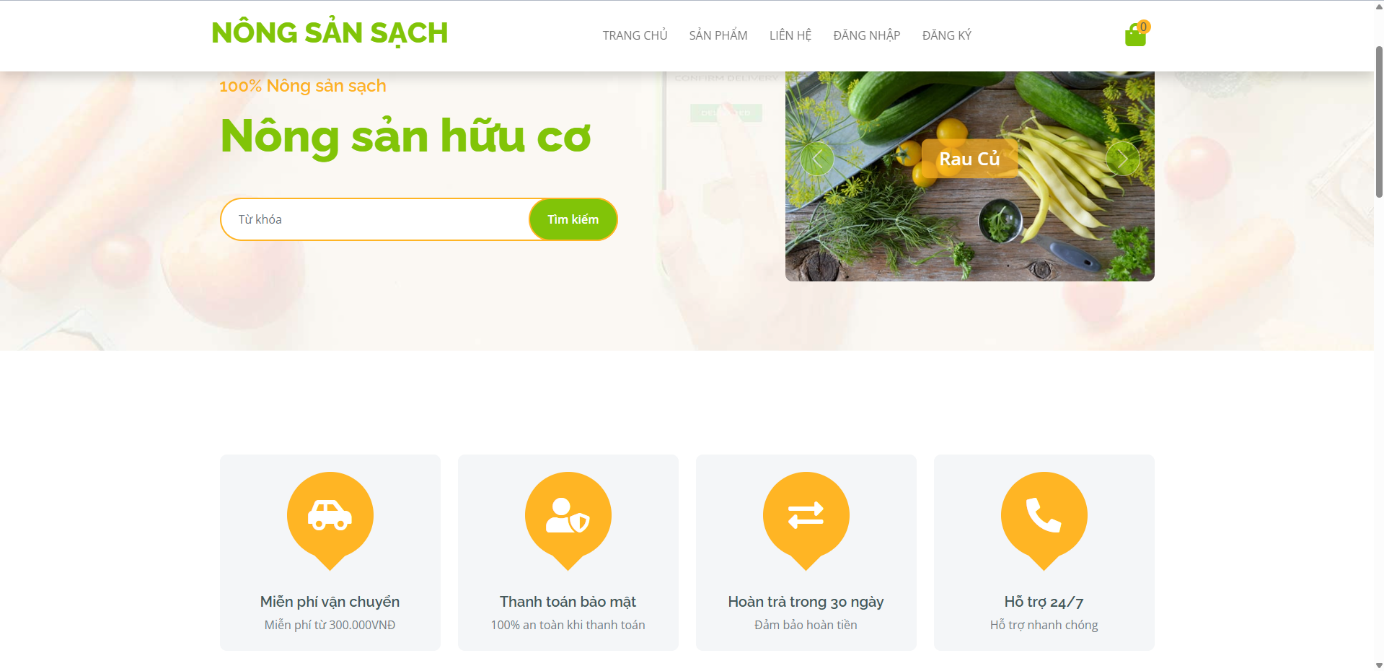 NÔNG SẢN SẠCH
TRANG CHỦ SẢN PHẨM LIÊN HỆ ĐĂNG NHẬP ĐĂNG KÝ
0
100% Nông sản sạch
CONFIRM DELIVERY
Nông sản hữu cơ
Rau Củ
Từ khóa
Tìm kiếm
Miễn phí vận chuyển
Miễn phí từ 300.000VNĐ
Thanh toán bảo mật
100% an toàn khi thanh toán
Hoàn trả trong 30 ngày
Đảm bảo hoàn tiền
Hỗ trợ 24/7
Hỗ trợ nhanh chóng